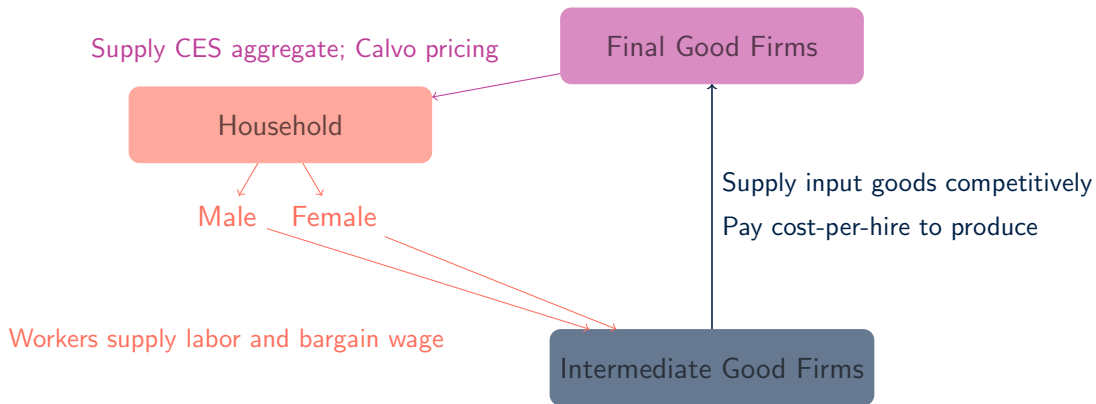 Final Good Firms
Supply CES aggregate; Calvo pricing
Household
Male
Female
Supply input goods competitively
Pay cost-per-hire to produce
Workers supply labor and bargain wage
Intermediate Good Firms